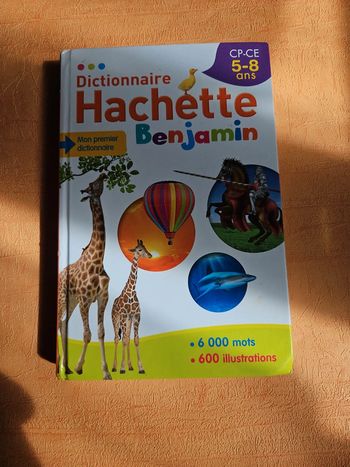 CP-CE
5-8
ans
Dictionnaire
Hachette
Benjamin
Mon premier
dictionnaire
• 6 000 mots
• 600 illustrations